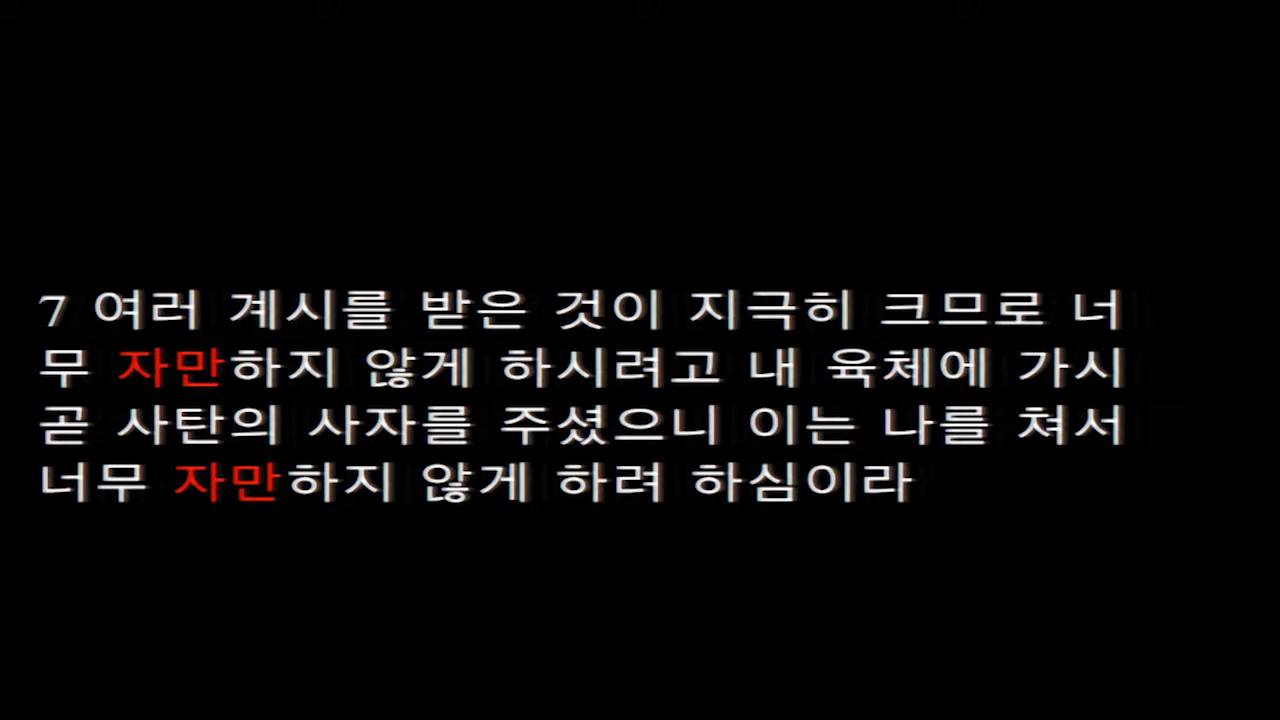 7 여러 계시를 받은 것이 지극히 크므로 너
무 자만하지 않게 하시려고 내 육체에 가시
곧 사탄의 사자를 주셨으니 이는 나를 쳐서
너무 자만하지 않게 하려 하심이라